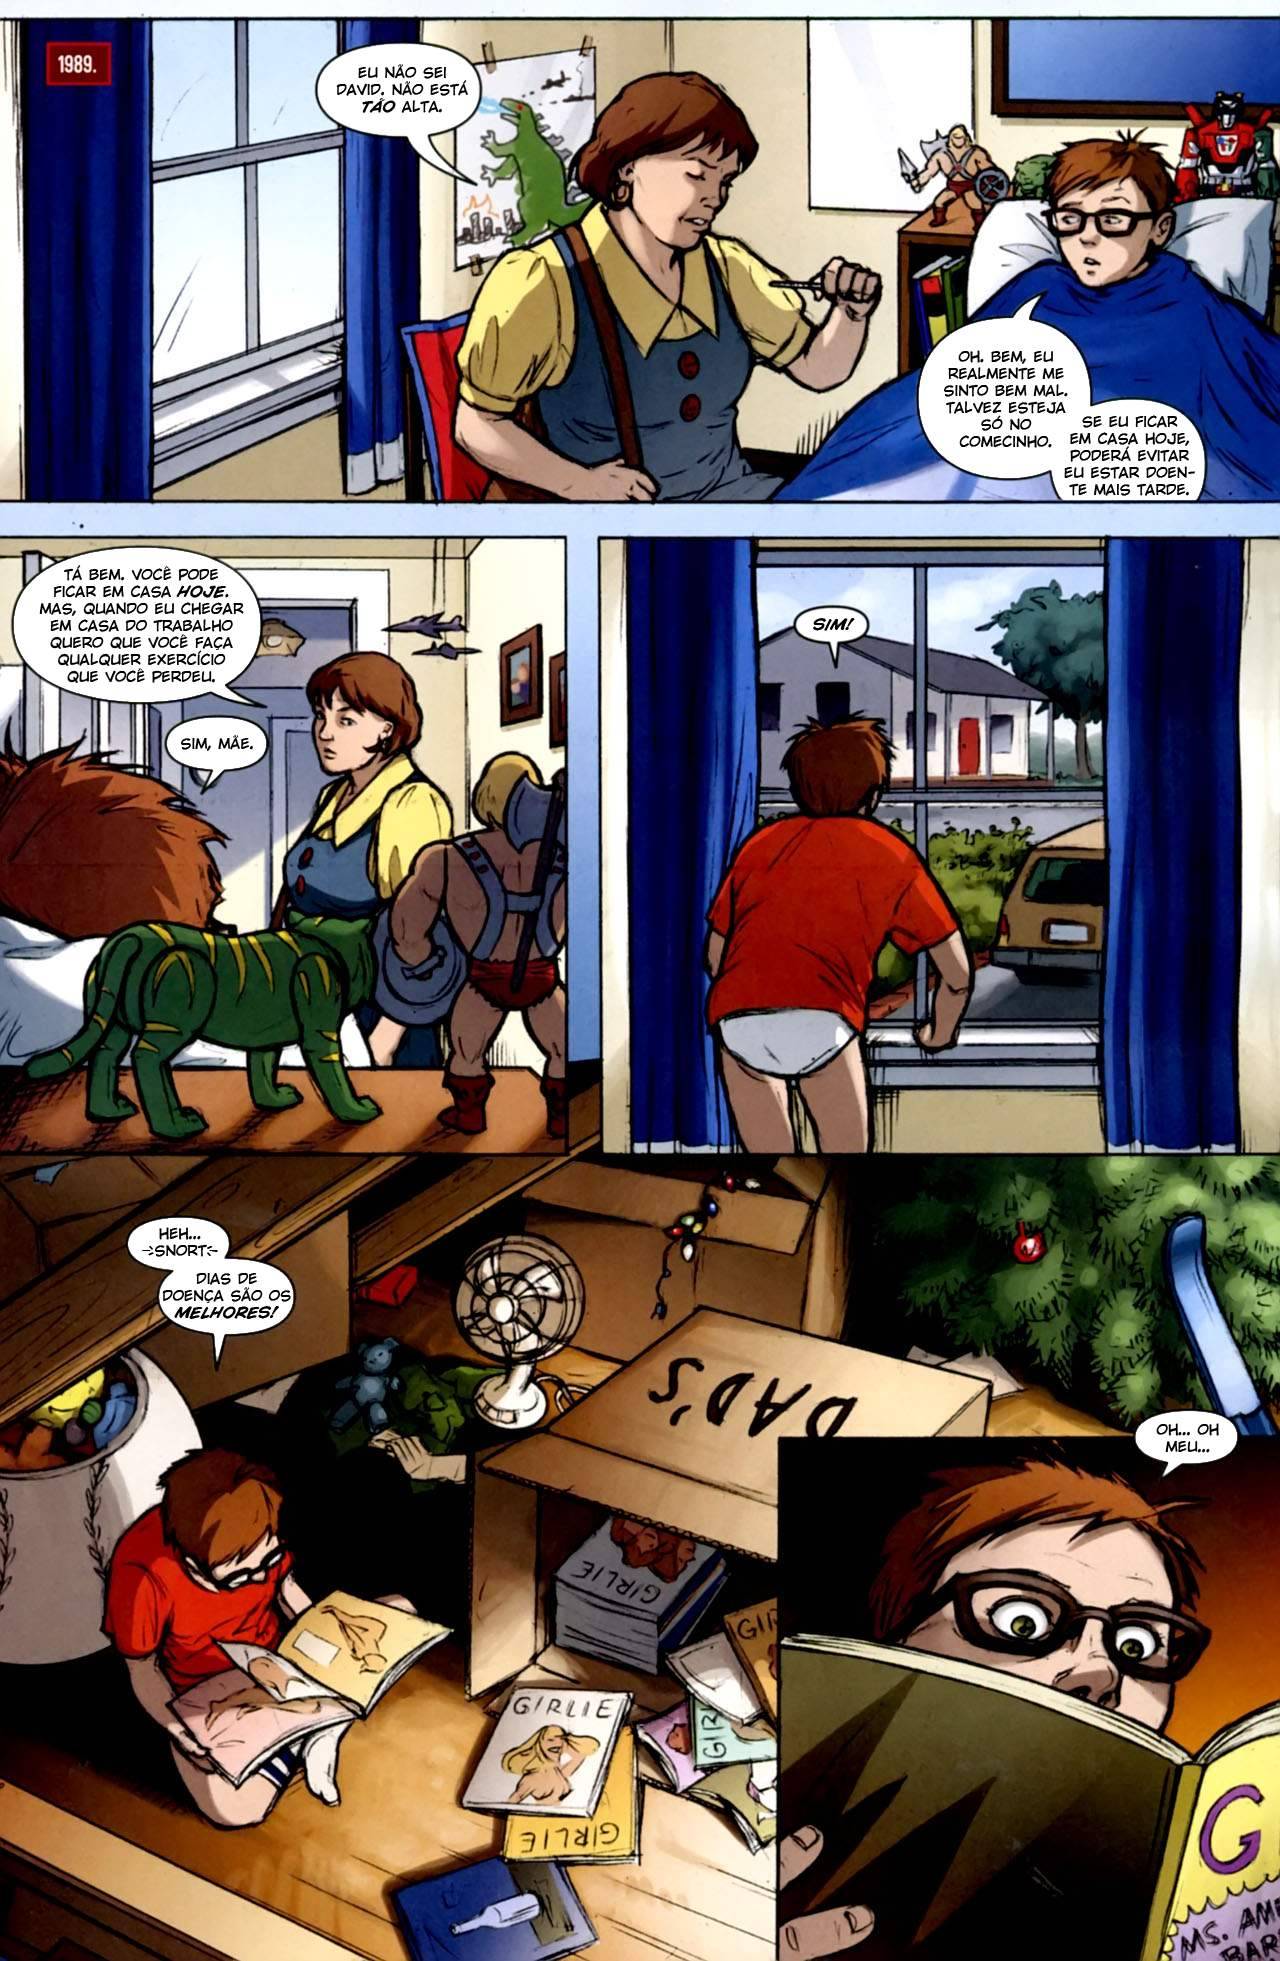 1989.
EU NÃO SEI
DAVID. NÃO ESTÁ
TÃO ALTA.
OH. BEM, EU
REALMENTE ME
SINTO BEM MAL.
TALVEZ ESTEJA
SÓ NO
COMECINHO.
SE EU FICAR
EM CASA HOJE,
PODERÁ EVITAR
EU ESTAR DOEN-
TE MAIS TARDE.
TÁ BEM. VOCÊ PODE
FICAR EM CASA HOJE.
MAS, QUANDO EU CHEGAR
EM CASA DO TRABALHO
QUERO QUE VOCÊ FAÇA
QUALQUER EXERCÍCIO
QUE VOCÊ PERDEU.
SIM, MÃE.
SIM!
HEH...
SNORT
DIAS DE
DOENÇA SÃO OS
MELHORES!
DAD'S
GIRLIE
GIRLIE
GIRLIE
OH... OH
MEU...
G
MS.